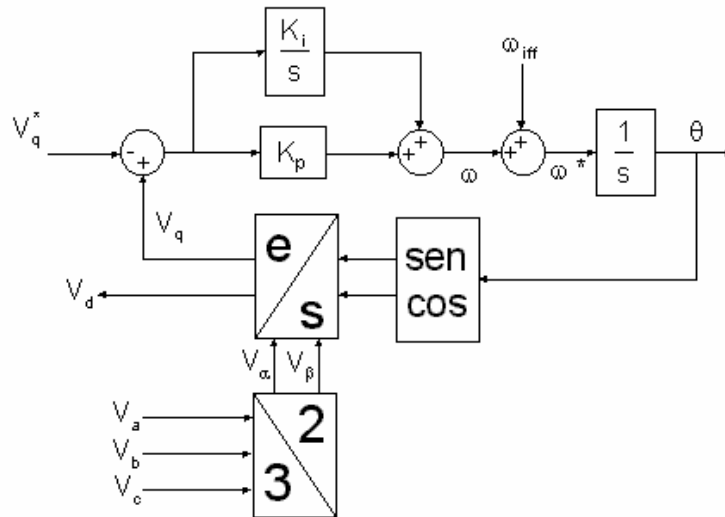 K_i
s
ω_iff
V_q^*
-
+
K_p
+
+
+
+
ω
ω *
1
s
θ
V_q
e
s
sen
cos
V_d
V_α
V_β
V_a
V_b
V_c
2
3